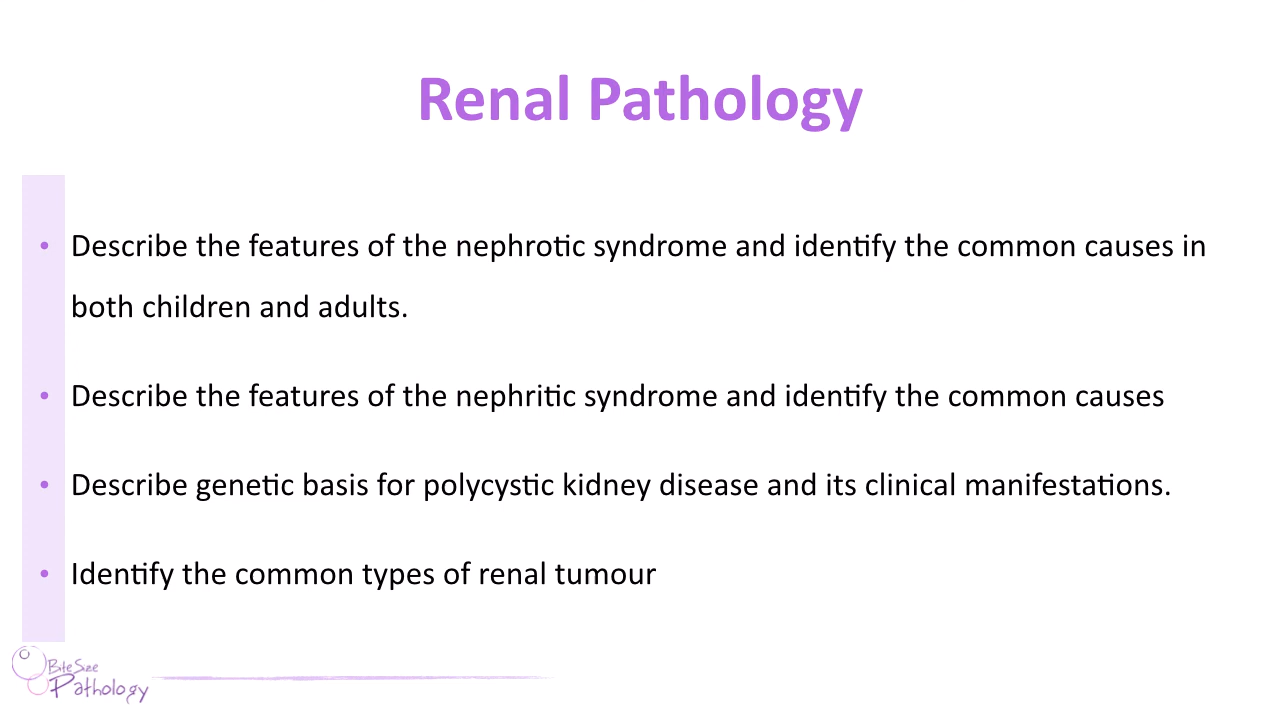 Renal Pathology
• Describe the features of the nephrotic syndrome and identify the common causes in
both children and adults.
• Describe the features of the nephritic syndrome and identify the common causes
• Describe genetic basis for polycystic kidney disease and its clinical manifestations.
• Identify the common types of renal tumour
Bite Size
Pathology